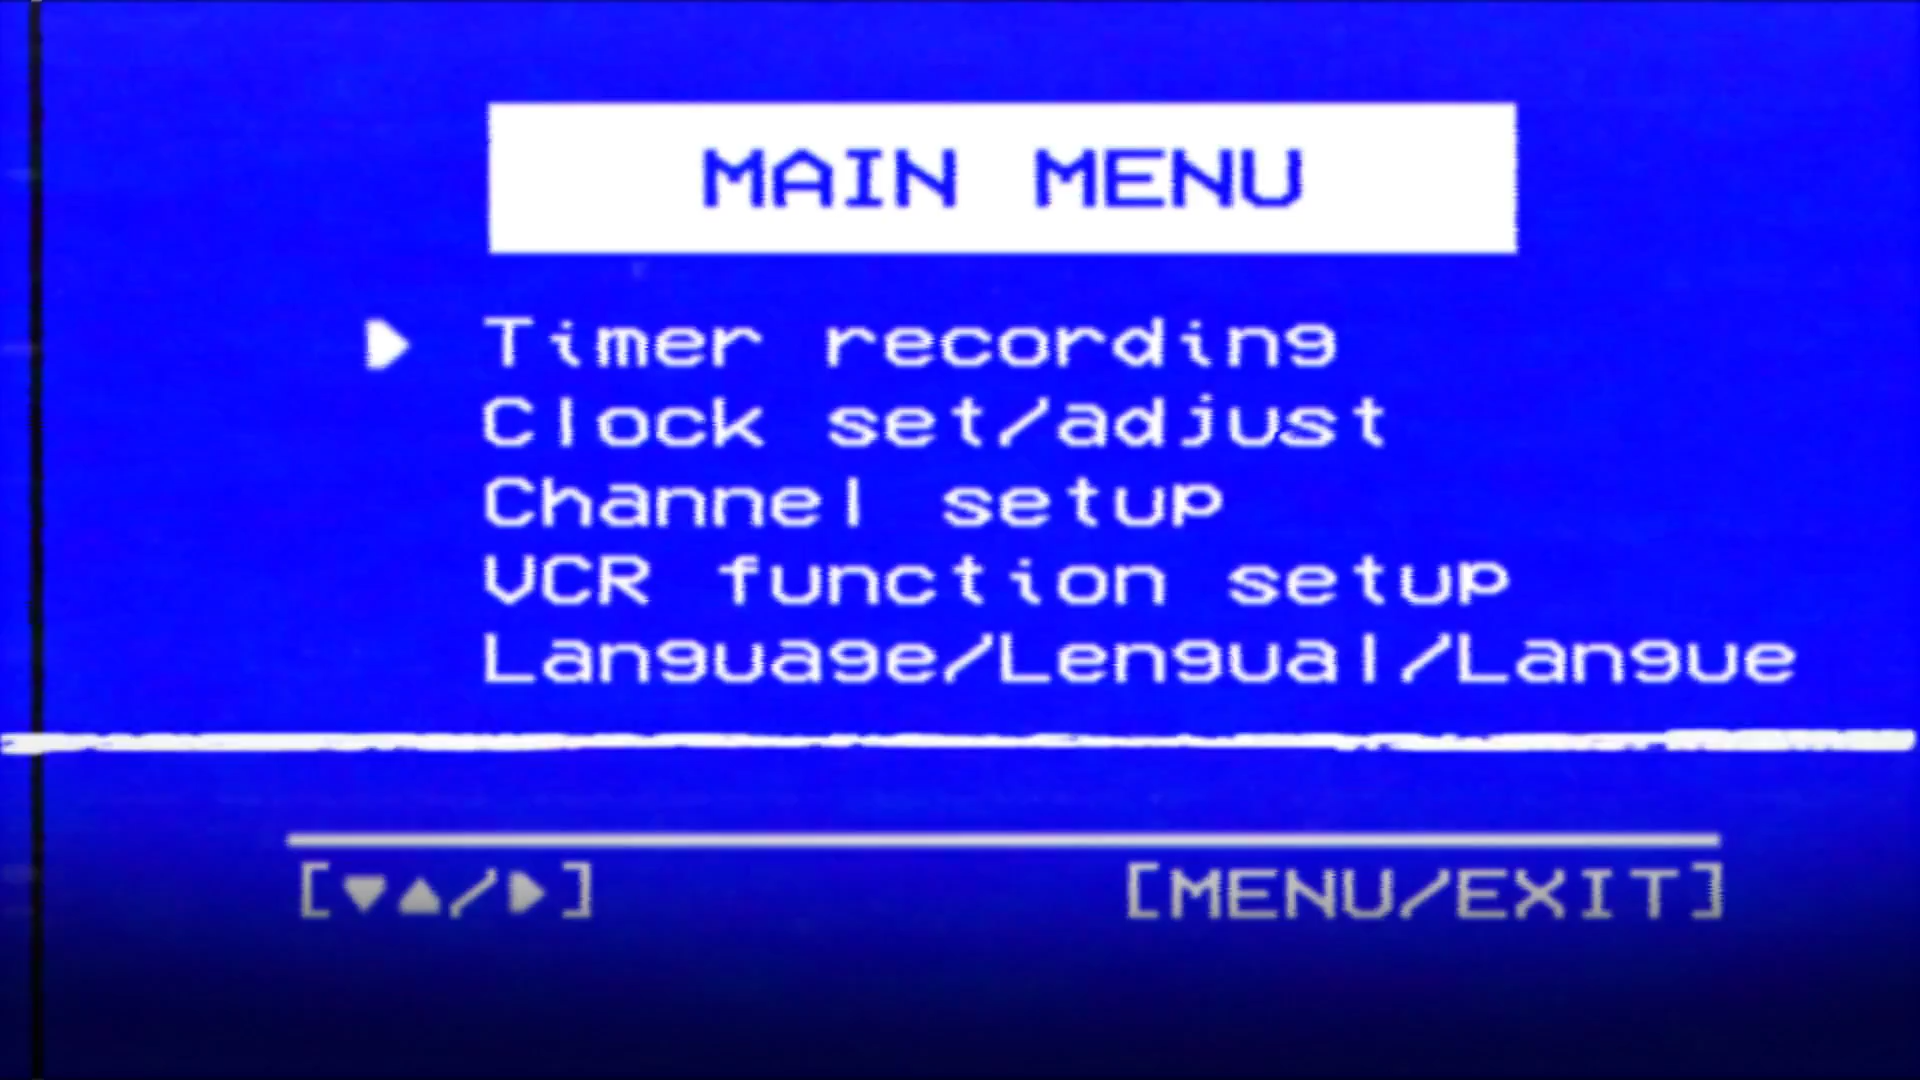 MAIN MENU
▶ Timer recording
Clock set/adjust
Channel setup
VCR function setup
Language/Lengual/Langue
[▼▲/▶] [MENU/EXIT]